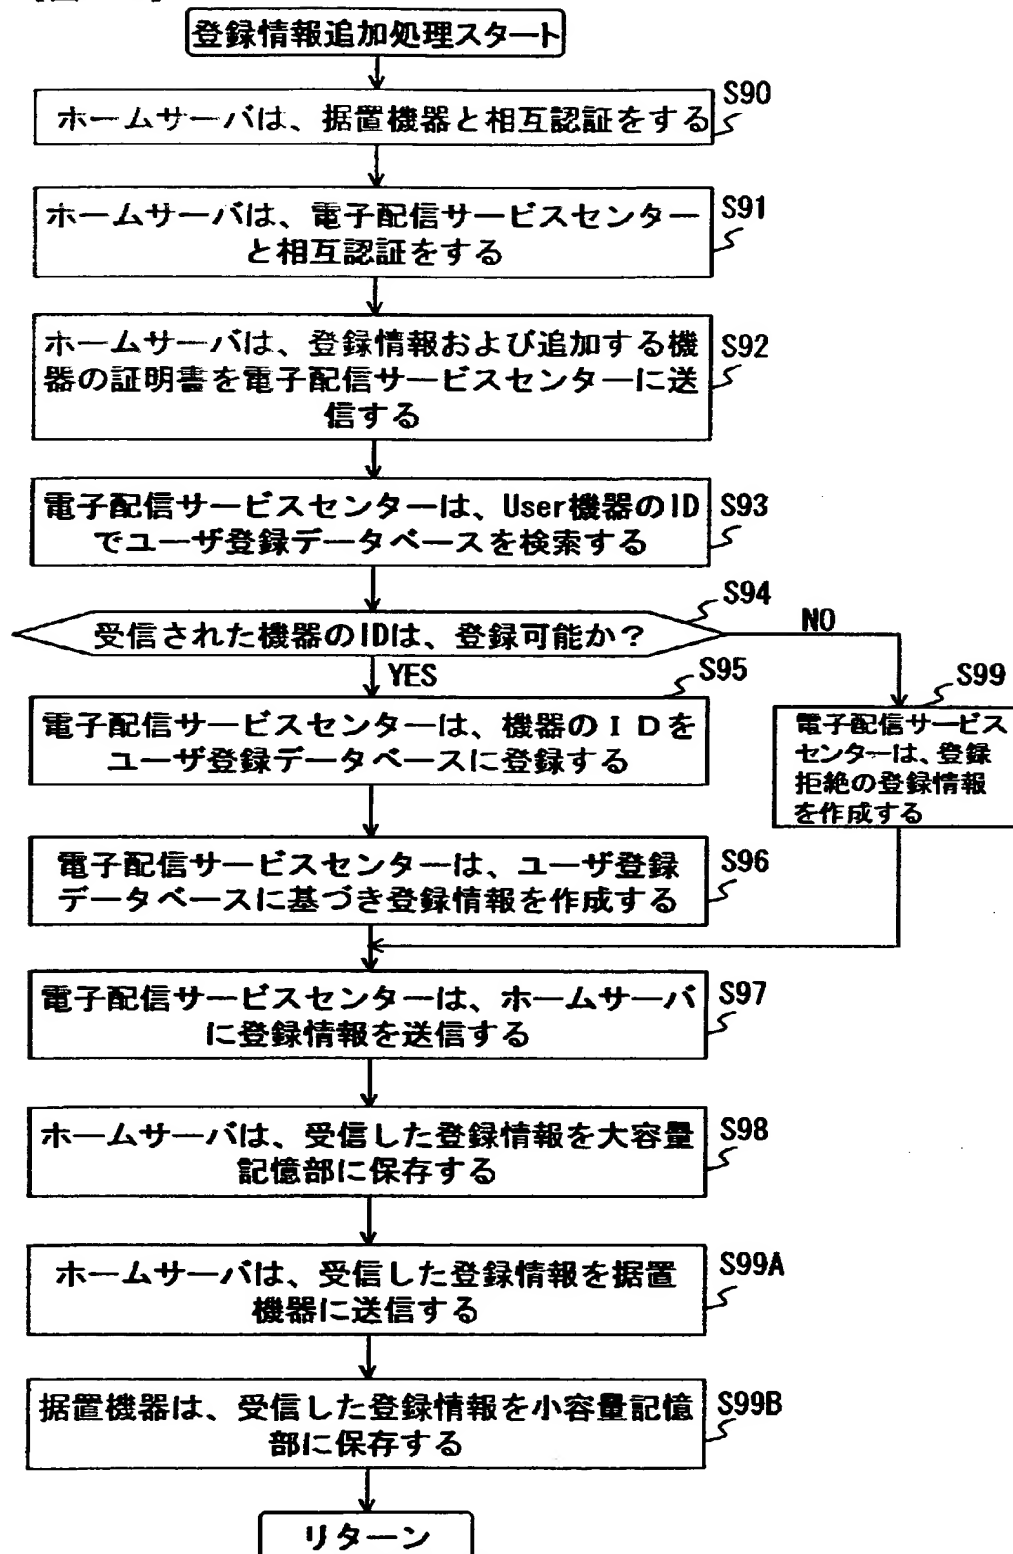 登録情報追加処理スタート
S90
ホームサーバは、据置機器と相互認証をする
S91
ホームサーバは、電子配信サービスセンター
と相互認証をする
S92
ホームサーバは、登録情報および追加する機
器の証明書を電子配信サービスセンターに送
信する
S93
電子配信サービスセンターは、User機器のID
でユーザ登録データベースを検索する
S94
受信された機器のIDは、登録可能か?
NO
YES
S95
電子配信サービスセンターは、機器のIDを
ユーザ登録データベースに登録する
S99
電子配信サービス
センターは、登録
拒絶の登録情報
を作成する
S96
電子配信サービスセンターは、ユーザ登録
データベースに基づき登録情報を作成する
S97
電子配信サービスセンターは、ホームサーバ
に登録情報を送信する
S98
ホームサーバは、受信した登録情報を大容量
記憶部に保存する
S99A
ホームサーバは、受信した登録情報を据置
機器に送信する
S99B
据置機器は、受信した登録情報を小容量記憶
部に保存する
リターン